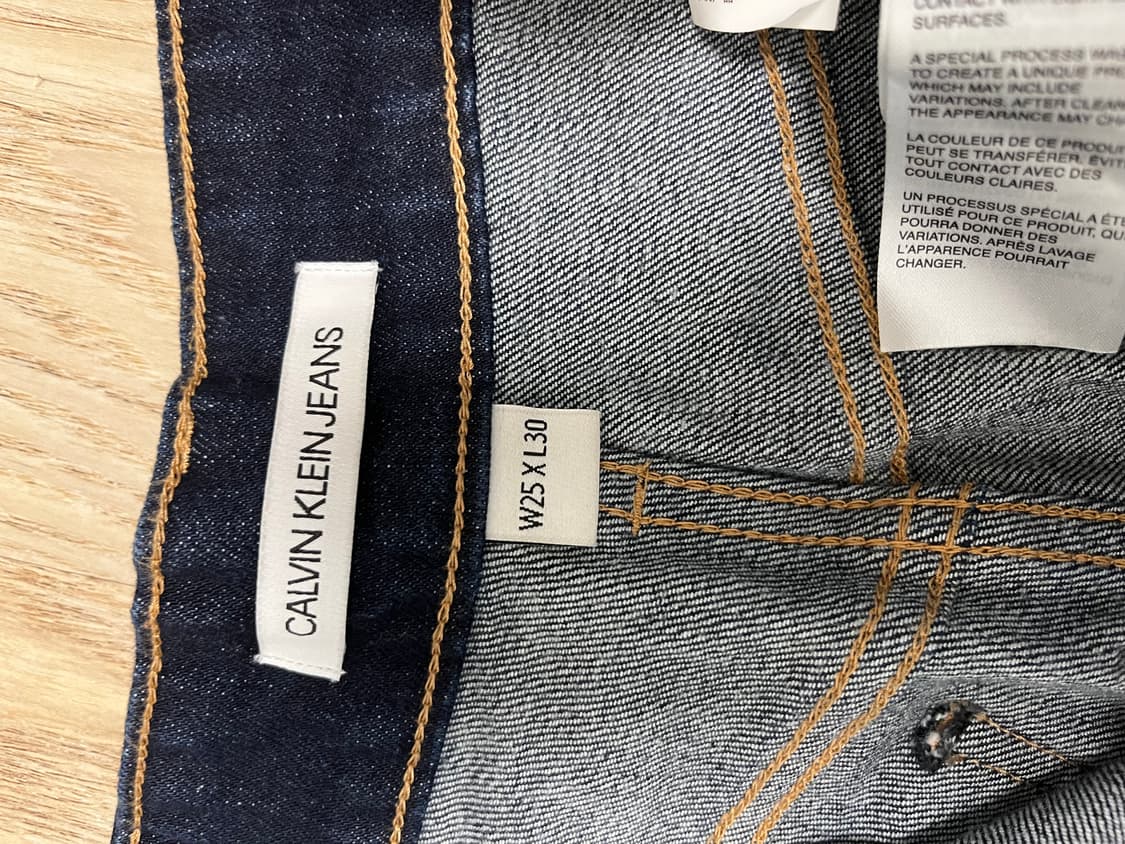 CALVIN KLEIN JEANS
W25 X L30
SURFACES.
A SPECIAL PROCESS
TO CREATE A UNIQUE
WHICH MAY INCLUDE
VARIATIONS. AFTER
THE APPEARANCE MAY
LA COULEUR DE CE
PEUT SE TRANSFÉRER.
TOUT CONTACT AVEC DES
COULEURS CLAIRES.
UN PROCESSUS SPÉCIAL A
UTILISÉ POUR CE PRODUIT,
POURRA DONNER DES
VARIATIONS. APRÈS LAVAGE
L'APPARENCE POURRAIT
CHANGER.